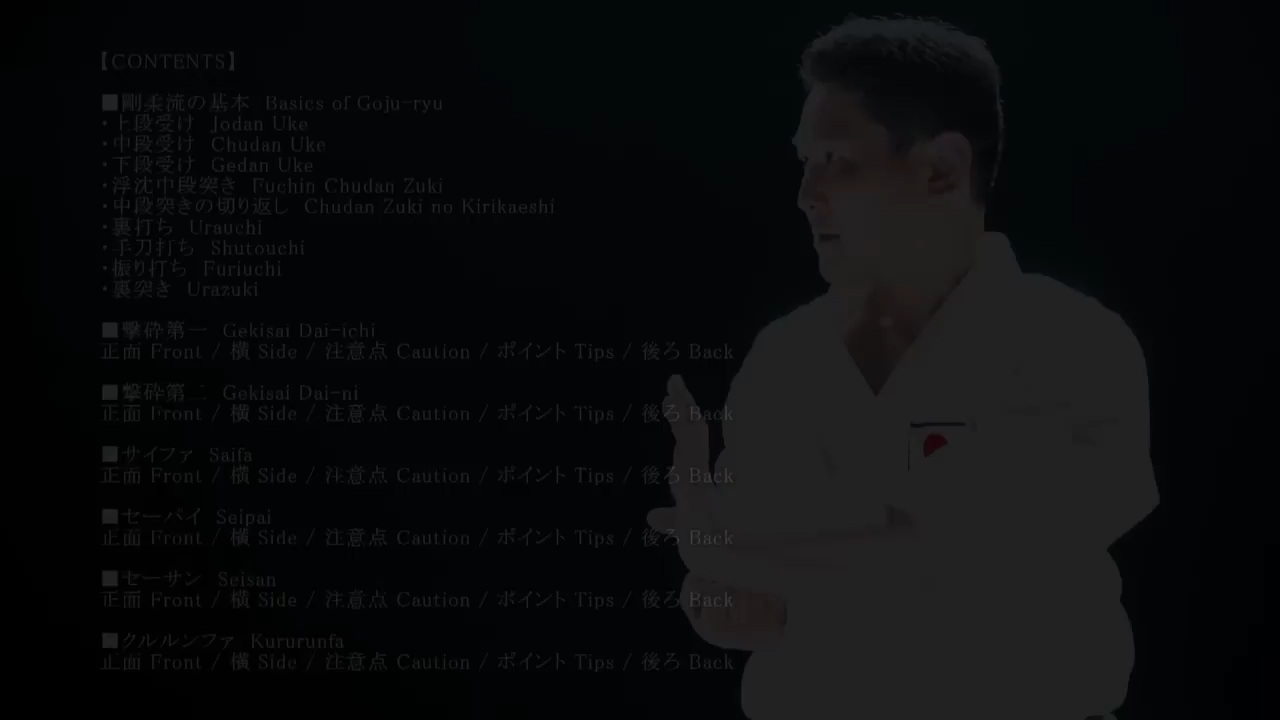 【CONTENTS】
■剛柔流の基本 Basics of Goju-ryu
・上段受け Jodan Uke
・中段受け Chudan Uke
・下段受け Gedan Uke
・浮沈中段突き Fuchin Chudan Zuki
・中段突きの切り返し Chudan Zuki no Kirikaeshi
・裏打ち Urauchi
・手刀打ち Shutouchi
・振り打ち Furiuchi
・裏突き Urazuki
■撃砕第一 Gekisai Dai-ichi
正面 Front / 横 Side / 注意点 Caution / ポイント Tips / 後ろ Back
■撃砕第二 Gekisai Dai-ni
正面 Front / 横 Side / 注意点 Caution / ポイント Tips / 後ろ Back
■サイファ Saifa
正面 Front / 横 Side / 注意点 Caution / ポイント Tips / 後ろ Back
■セーパイ Seipai
正面 Front / 横 Side / 注意点 Caution / ポイント Tips / 後ろ Back
■セーサン Seisan
正面 Front / 横 Side / 注意点 Caution / ポイント Tips / 後ろ Back
■クルルンファ Kururunfa
正面 Front / 横 Side / 注意点 Caution / ポイント Tips / 後ろ Back